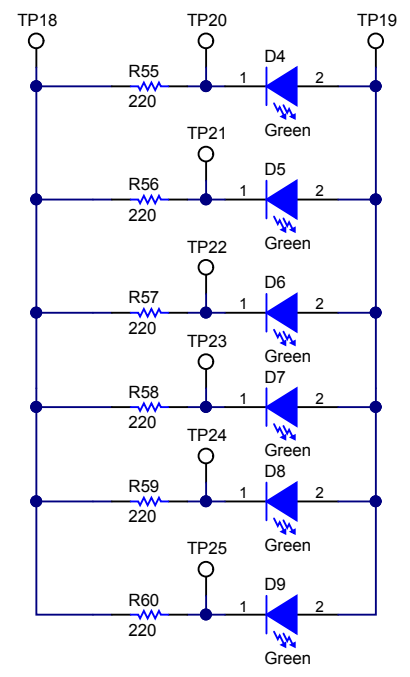 TP18 TP20 TP19
R55
220
D4
1 2
Green
TP21
R56
220
D5
1 2
Green
TP22
R57
220
D6
1 2
Green
TP23
R58
220
D7
1 2
Green
TP24
R59
220
D8
1 2
Green
TP25
R60
220
D9
1 2
Green